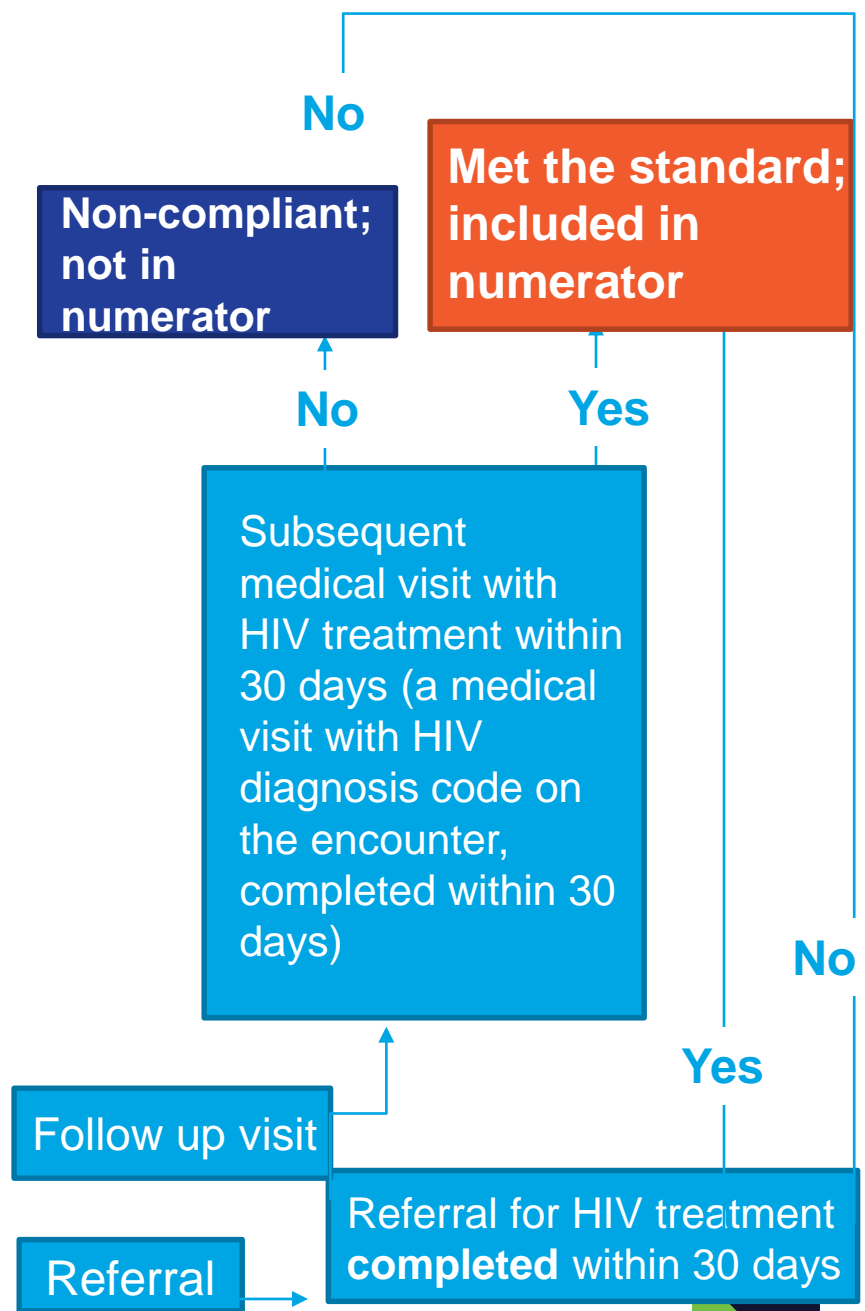 No
Non-compliant;
not in
numerator
Met the standard;
included in
numerator
No
Yes
Subsequent
medical visit with
HIV treatment within
30 days (a medical
visit with HIV
diagnosis code on
the encounter,
completed within 30
days)
No
Yes
Follow up visit
Referral for HIV treatment
completed within 30 days
Referral